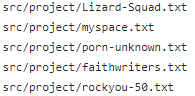 src/project/Lizard-Squad.txt
src/project/myspace.txt
src/project/porn-unknown.txt
src/project/faithwriters.txt
src/project/rockyou-50.txt